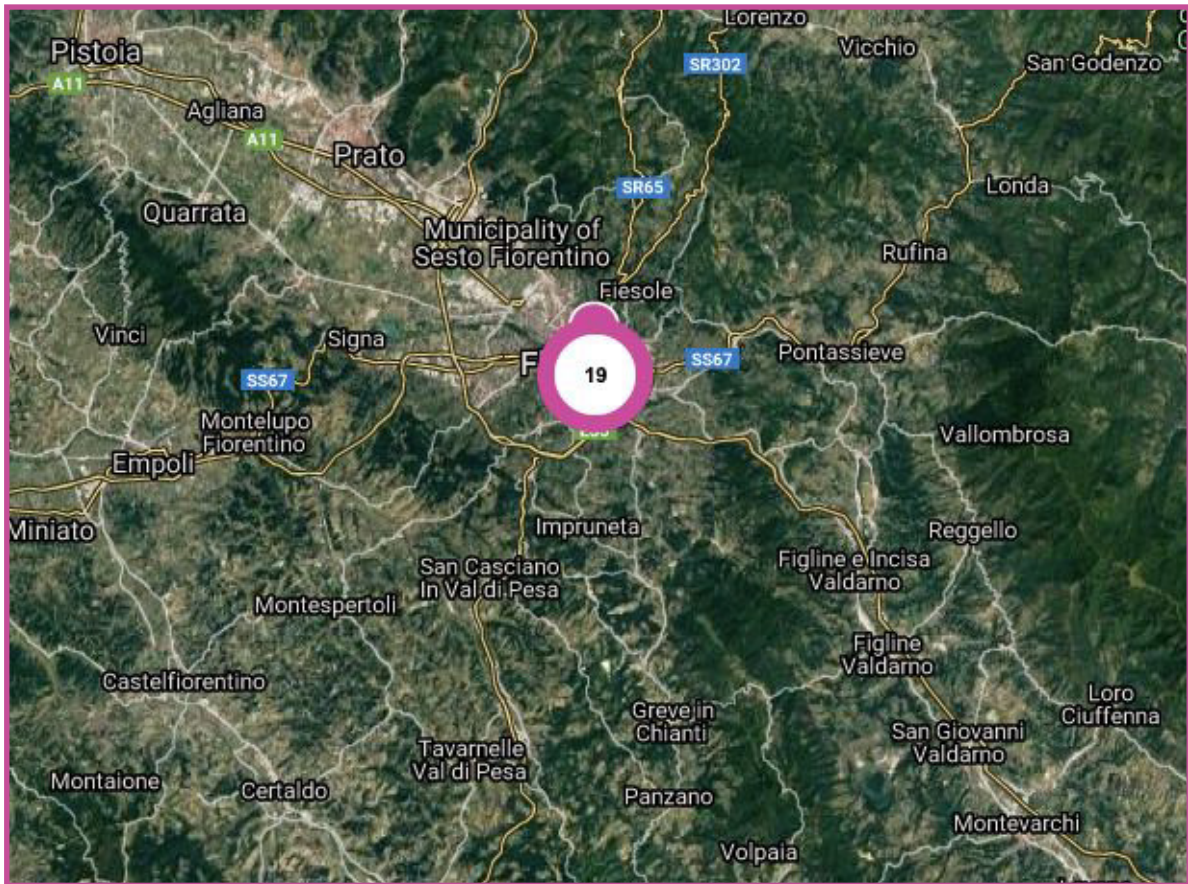 Lorenzo
Pistoia
Vicchio
San Godenzo
SR302
A11
Agliana
A11
Prato
SR65
Londa
Quarrata
Municipality of
Sesto Fiorentino
Rufina
Fiesole
Vinci
Signa
F
SS67
Pontassieve
19
SS67
Montelupo
Fiorentino
Vallombrosa
Empoli
Miniato
Impruneta
Reggello
San Casciano
In Val di Pesa
Figline e Incisa
Valdarno
Montespertoli
Figline
Valdarno
Castelfiorentino
Greve in
Chianti
Loro
Ciuffenna
San Giovanni
Valdarno
Tavarnelle
Val di Pesa
Montaione
Certaldo
Panzano
Montevarchi
Volpaia